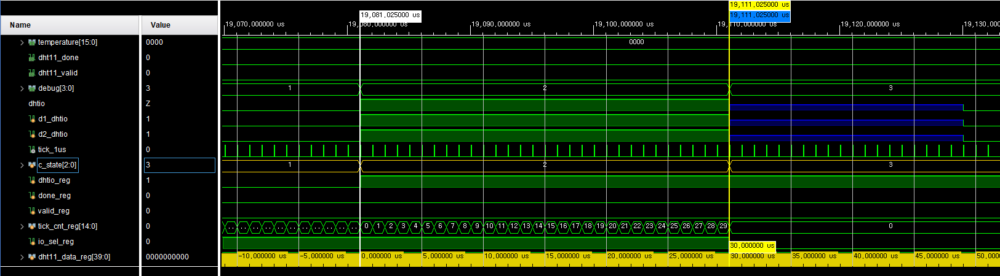 19,111,025000 us
19,081,025000 us 19,111,025000 us
Name Value 19,070,000000 us 19,080,000000 us 19,090,000000 us 19,100,000000 us 19,110,000000 us 19,120,000000 us 19,130,000
temperature[15:0] 0000 0000
dht11_done 0
dht11_valid 0
debug[3:0] 3 1 2 3
dhtio Z
d1_dhtio 1
d2_dhtio 1
tick_1us 0
c_state[2:0] 3 1 2 3
dhtio_reg 1
done_reg 0
valid_reg 0
tick_cnt_reg[14:0] 0 .. .. .. .. .. .. .. .. .. .. .. 0 1 2 3 4 5 6 7 8 9 10 11 12 13 14 15 16 17 18 19 20 21 22 23 24 25 26 27 28 29 0
io_sel_reg 0
30,000000 us
dht11_data_reg[39:0] 0000000000 -10,000000 us -5,000000 us 0,000000 us 5,000000 us 10,000000 us 15,000000 us 20,000000 us 25,000000 us 30,000000 us 35,000000 us 40,000000 us 45,000000 us 50,0000